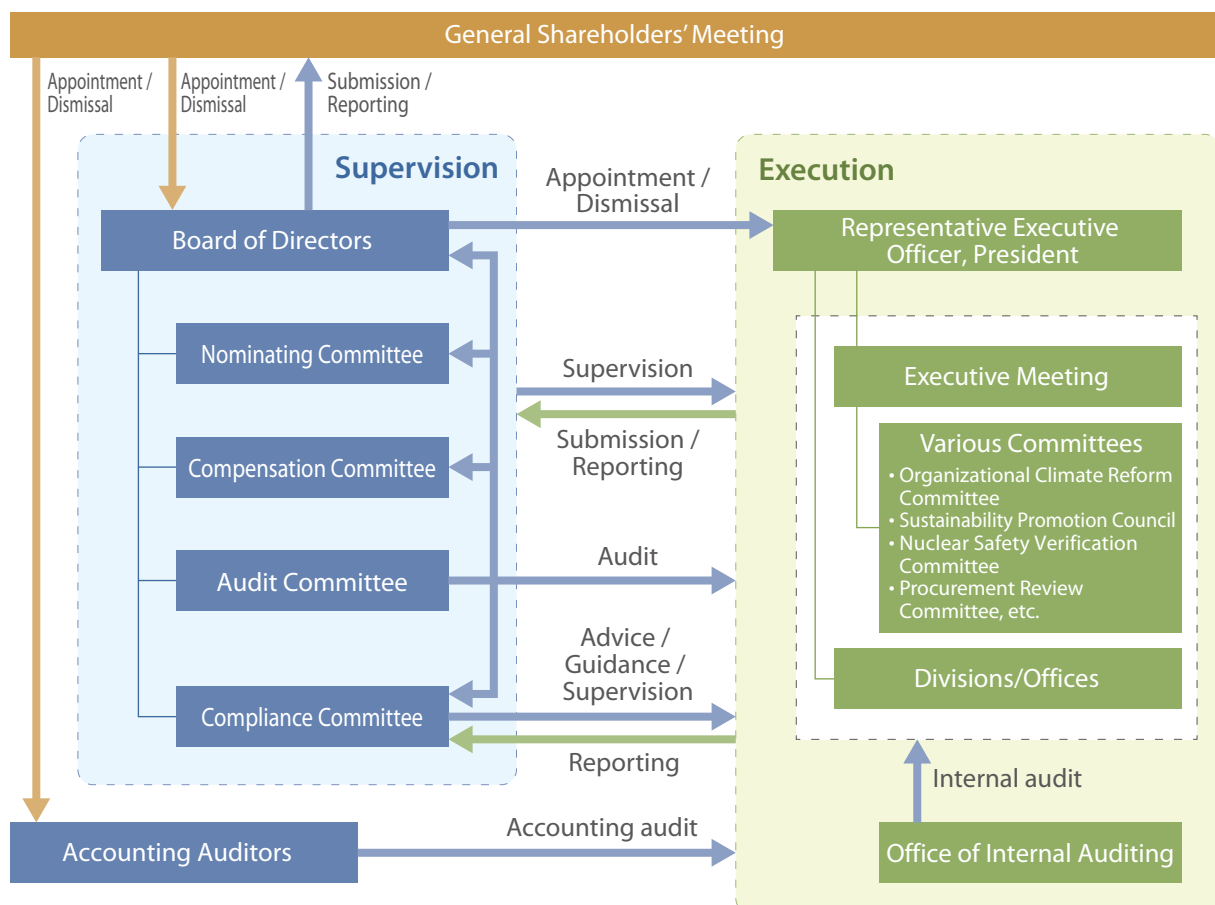 General Shareholders' Meeting
Appointment /
Dismissal
Appointment /
Dismissal
Submission /
Reporting
Supervision
Board of Directors
Nominating Committee
Compensation Committee
Audit Committee
Compliance Committee
Appointment /
Dismissal
Supervision
Submission /
Reporting
Audit
Advice /
Guidance /
Supervision
Reporting
Execution
Representative Executive
Officer, President
Executive Meeting
Various Committees
• Organizational Climate Reform
Committee
• Sustainability Promotion Council
• Nuclear Safety Verification
Committee
• Procurement Review
Committee, etc.
Divisions/Offices
Internal audit
Office of Internal Auditing
Accounting Auditors
Accounting audit